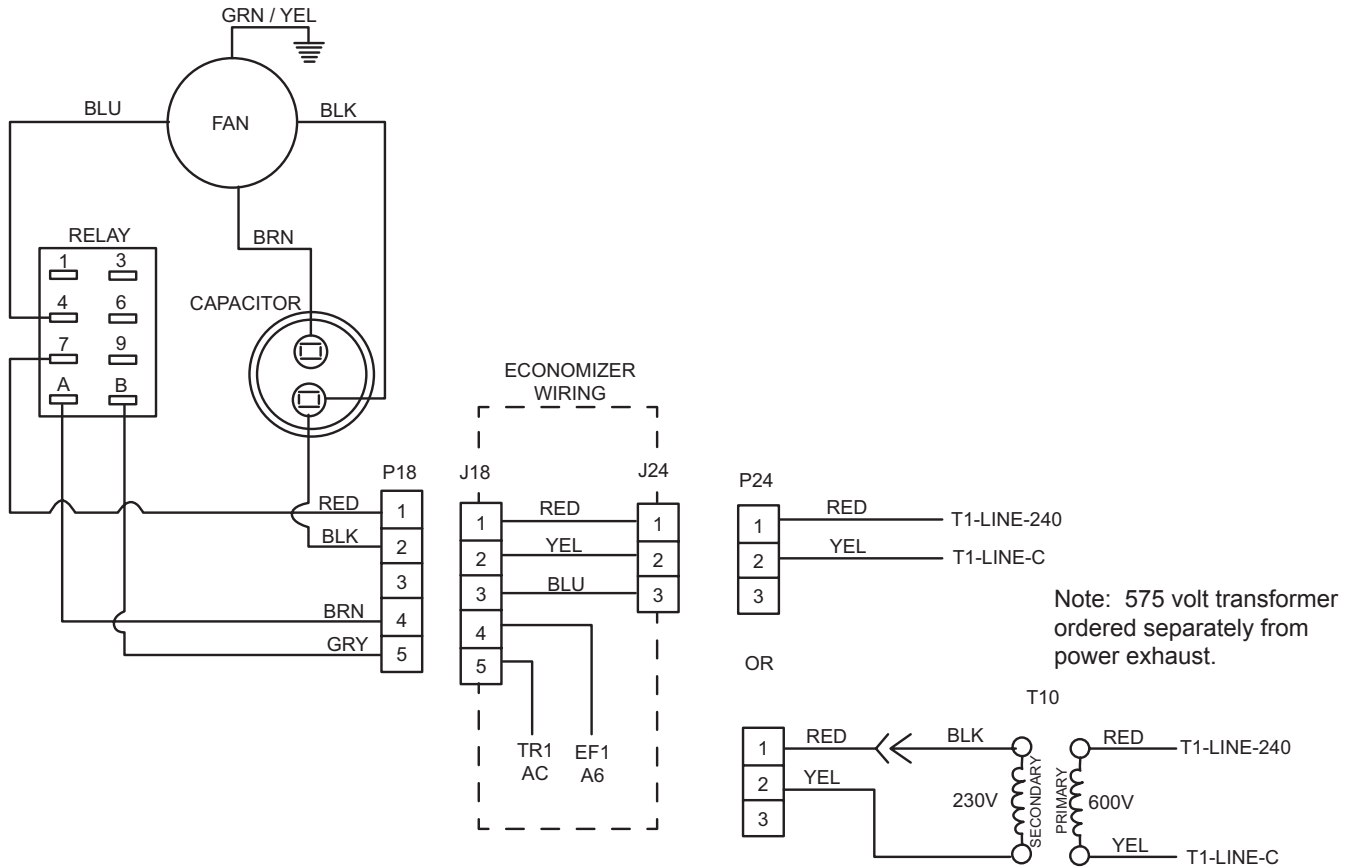 GRN / YEL
BLU
BLK
FAN
BRN
RELAY
1 3
4 6
7 9
A B
CAPACITOR
ECONOMIZER
WIRING
P18
RED 1
BLK 2
3
BRN 4
GRY 5
J18
1 RED
2 YEL
3 BLU
4
5
J24
1
2
3
TR1
AC
EF1
A6
P24
1 RED T1-LINE-240
2 YEL T1-LINE-C
3
OR
Note: 575 volt transformer
ordered separately from
power exhaust.
T10
1 RED BLK
2 YEL
3
230V
SECONDARY
PRIMARY
600V
RED T1-LINE-240
YEL T1-LINE-C